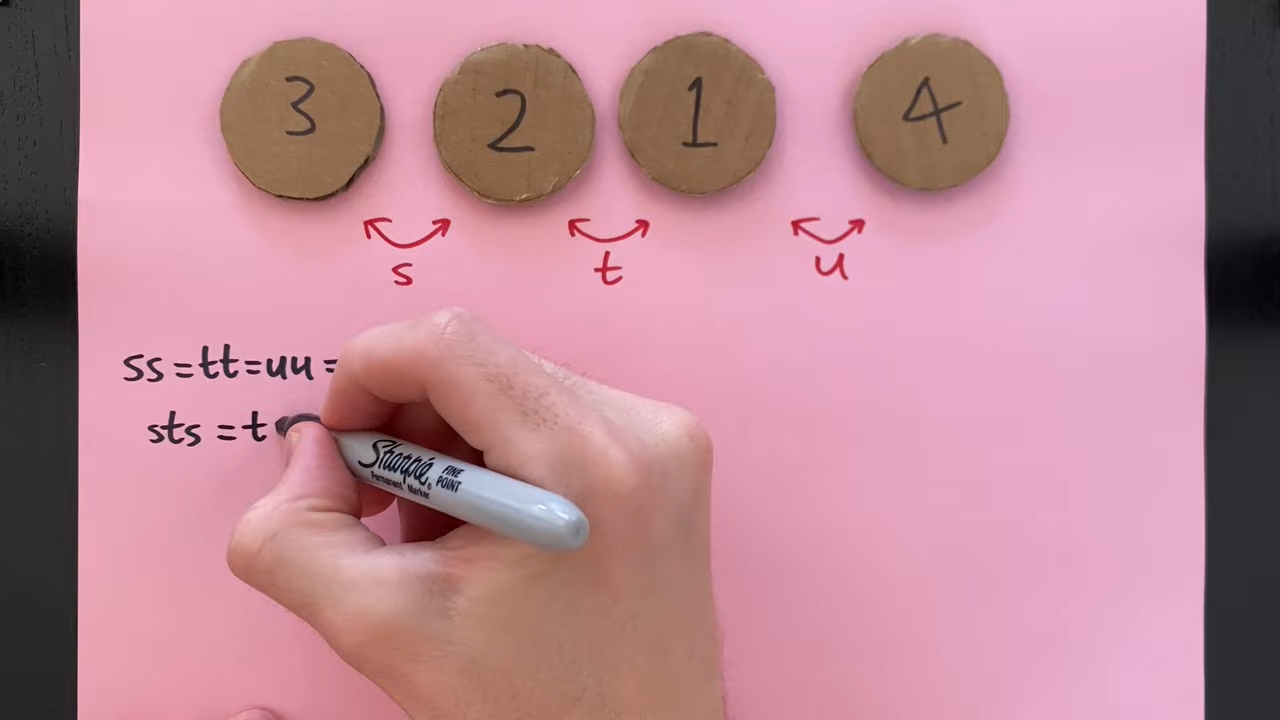 3 2 1 4
s t u
ss = tt = uu =
sts = t
Sharpie. FINE POINT
Permanent Marker